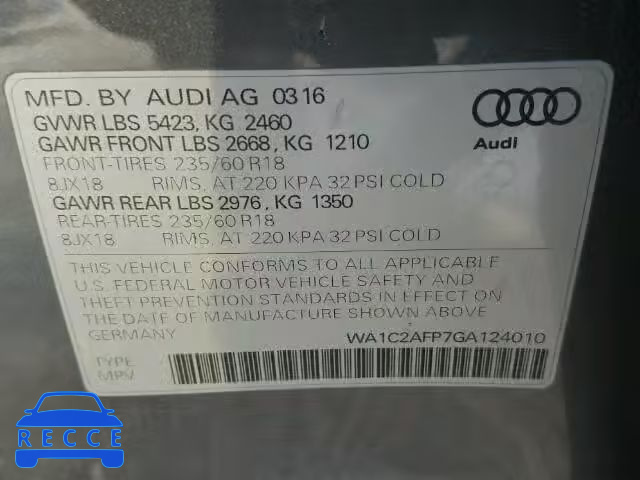 MFD. BY AUDI AG 03 16
GVWR LBS 5423, KG 2460
GAWR FRONT LBS 2668, KG 1210
FRONT-TIRES 235/60 R18
8JX18 RIMS, AT 220 KPA 32 PSI COLD
GAWR REAR LBS 2976, KG 1350
REAR-TIRES 235/60 R18
8JX18 RIMS, AT 220 KPA 32 PSI COLD
Audi
THIS VEHICLE CONFORMS TO ALL APPLICABLE
U.S. FEDERAL MOTOR VEHICLE SAFETY AND
THEFT PREVENTION STANDARDS IN EFFECT ON
THE DATE OF MANUFACTURE SHOWN ABOVE
GERMANY WA1C2AFP7GA124010
TYPE
MPV
RECCE